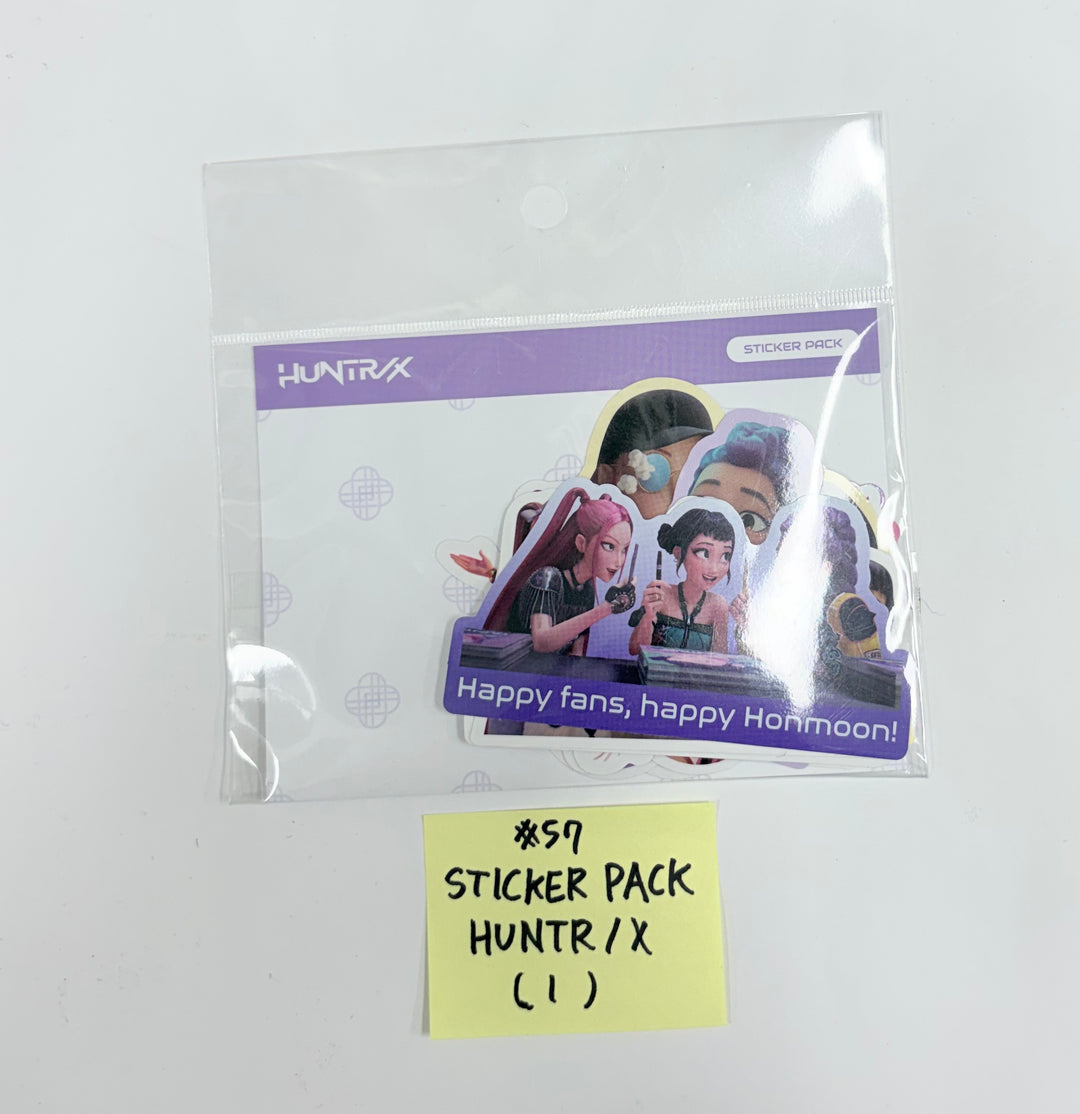 HUNTR/X
STICKER PACK
Happy fans, happy Honmoon!
#57
STICKER PACK
HUNTR/X
(1)